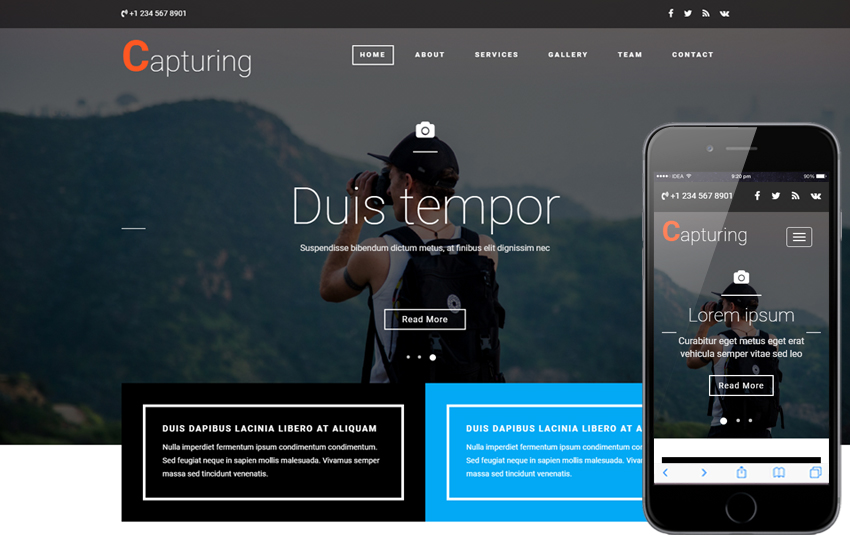 +1 234 567 8901
Capturing
HOME ABOUT SERVICES GALLERY TEAM CONTACT
Duis tempor
Suspendisse bibendum dictum metus, at finibus elit dignissim nec
Read More
DUIS DAPIBUS LACINIA LIBERO AT ALIQUAM
Nulla imperdiet fermentum ipsum condimentum condimentum.
Sed feugiat neque in sapien mollis malesuada. Vivamus semper
massa sed tincidunt venenatis.
DUIS DAPIBUS LACINIA LIBERO AT A
Nulla imperdiet fermentum ipsum condimentum co
Sed feugiat neque in sapien mollis malesuada. Viv
massa sed tincidunt venenatis.
IDEA 9:20 pm 90%
+1 234 567 8901
Capturing
Lorem ipsum
Curabitur eget metus eget erat
vehicula semper vitae sed leo
Read More